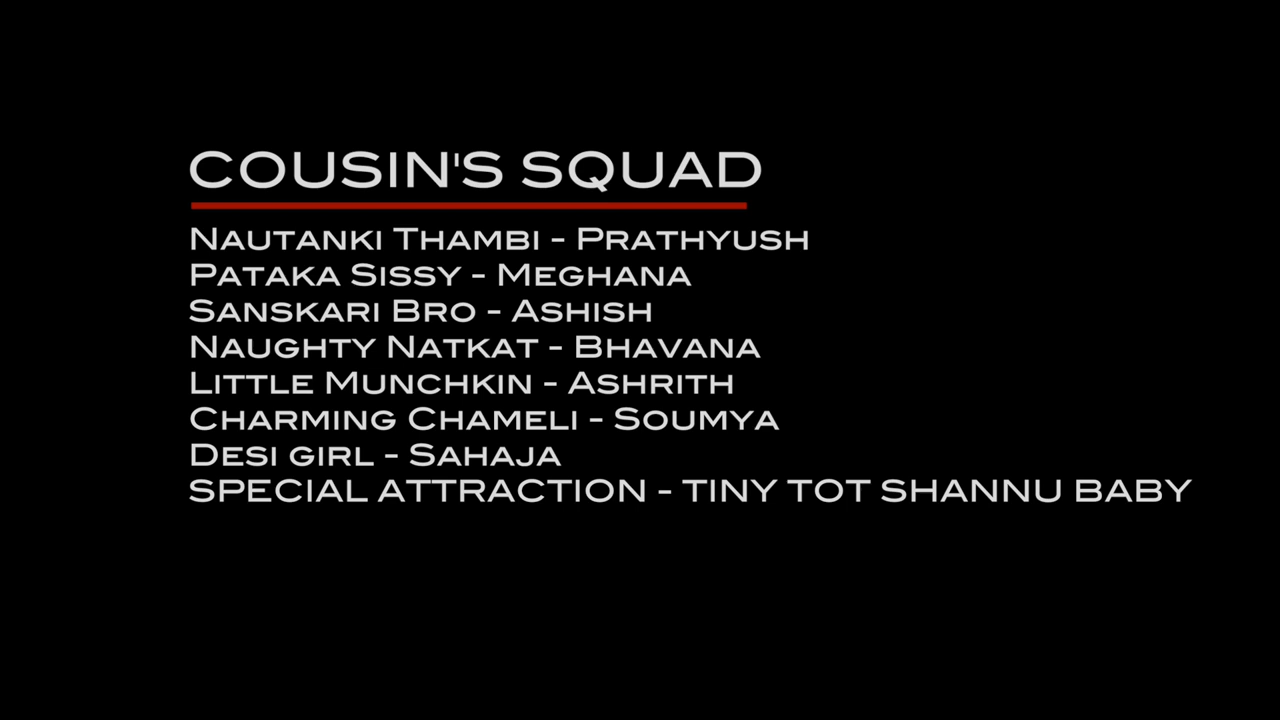 COUSIN'S SQUAD
NAUTANKI THAMBI - PRATHYUSH
PATAKA SISSY - MEGHANA
SANSKARI BRO - ASHISH
NAUGHTY NATKAT - BHAVANA
LITTLE MUNCHKIN - ASHRITH
CHARMING CHAMELI - SOUMYA
DESI GIRL - SAHAJA
SPECIAL ATTRACTION - TINY TOT SHANNU BABY